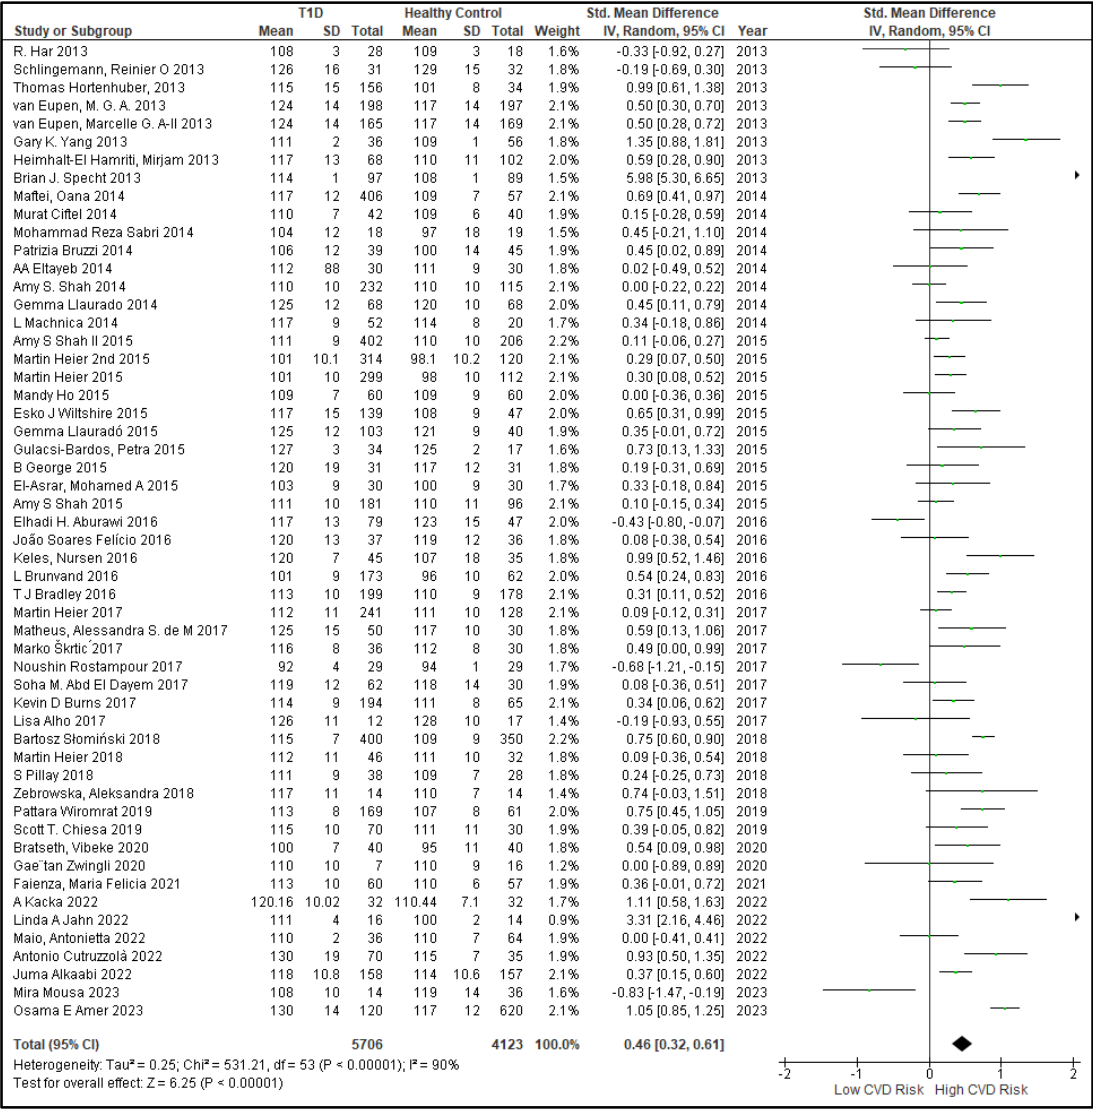 T1D Healthy Control Std. Mean Difference Std. Mean Difference
Study or Subgroup Mean SD Total Mean SD Total Weight IV, Random, 95% CI Year IV, Random, 95% CI
R. Har 2013 108 3 28 109 3 18 1.6% -0.33 [-0.92, 0.27] 2013
Schlingemann, Reinier O 2013 126 16 31 129 15 32 1.8% -0.19 [-0.69, 0.30] 2013
Thomas Hortenhuber, 2013 115 15 156 101 8 34 1.9% 0.99 [0.61, 1.38] 2013
van Eupen, M. G. A. 2013 124 14 198 117 14 197 2.1% 0.50 [0.30, 0.70] 2013
van Eupen, Marcelle G. A-II 2013 124 14 165 117 14 169 2.1% 0.50 [0.28, 0.72] 2013
Gary K. Yang 2013 111 2 36 109 1 56 1.8% 1.35 [0.88, 1.81] 2013
Heimhalt-El Hamriti, Mirjam 2013 117 13 68 110 11 102 2.0% 0.59 [0.28, 0.90] 2013
Brian J. Specht 2013 114 1 97 108 1 89 1.5% 5.98 [5.30, 6.65] 2013
Maftei, Oana 2014 117 12 406 109 7 57 2.0% 0.69 [0.41, 0.97] 2014
Murat Ciftel 2014 110 7 42 109 6 40 1.9% 0.15 [-0.28, 0.59] 2014
Mohammad Reza Sabri 2014 104 12 18 97 18 19 1.6% 0.45 [-0.21, 1.10] 2014
Patrizia Bruzzi 2014 106 12 39 100 14 45 1.9% 0.45 [0.02, 0.89] 2014
AA Eltayeb 2014 112 88 30 111 9 30 1.8% 0.02 [-0.49, 0.52] 2014
Amy S. Shah 2014 110 10 232 110 10 115 2.1% 0.00 [-0.22, 0.22] 2014
Gemma Llaurado 2014 125 12 68 120 10 68 2.0% 0.45 [0.11, 0.79] 2014
L Machnica 2014 117 9 52 114 8 20 1.7% 0.34 [-0.18, 0.86] 2014
Amy S Shah II 2015 111 9 402 110 10 206 2.1% 0.11 [-0.06, 0.27] 2015
Martin Heier 2nd 2015 101 10.1 314 98.1 10.2 120 2.1% 0.29 [0.07, 0.50] 2015
Martin Heier 2015 101 10 299 98 10 112 2.1% 0.30 [0.08, 0.52] 2015
Mandy Ho 2015 109 7 60 109 9 60 1.9% 0.00 [-0.36, 0.36] 2015
Esko J Wiltshire 2015 117 15 139 108 9 47 2.0% 0.65 [0.31, 0.99] 2015
Gemma Llauradó 2015 125 12 103 121 9 40 1.9% 0.35 [-0.01, 0.72] 2015
Gulacsi-Bardos, Petra 2015 127 3 34 125 2 17 1.7% 0.73 [0.13, 1.33] 2015
B George 2015 120 19 31 117 12 31 1.8% 0.19 [-0.31, 0.69] 2015
El-Asrar, Mohamed A 2015 103 9 30 100 9 30 1.8% 0.33 [-0.18, 0.84] 2015
Amy S Shah 2015 111 10 181 110 11 96 2.1% 0.10 [-0.15, 0.34] 2015
Elhadi H. Aburawi 2016 117 13 79 123 15 47 2.0% -0.43 [-0.80, -0.07] 2016
João Soares Felício 2016 120 13 37 119 12 36 1.8% 0.08 [-0.38, 0.54] 2016
Keles, Nursen 2016 120 7 45 107 18 35 1.8% 0.99 [0.52, 1.46] 2016
L Brunvand 2016 101 9 173 96 10 62 2.0% 0.54 [0.24, 0.83] 2016
T J Bradley 2016 113 10 199 110 9 178 2.1% 0.31 [0.11, 0.52] 2016
Martin Heier 2017 112 11 241 111 10 128 2.1% 0.09 [-0.12, 0.31] 2017
Matheus, Alessandra S. de M 2017 125 15 50 117 10 30 1.8% 0.59 [0.13, 1.06] 2017
Marko Škrtic´2017 116 8 36 112 8 30 1.8% 0.49 [0.00, 0.99] 2017
Noushin Rostampour 2017 92 4 29 94 1 29 1.7% -0.68 [-1.21, -0.15] 2017
Soha M. Abd El Dayem 2017 119 12 62 118 14 30 1.9% 0.08 [-0.36, 0.51] 2017
Kevin D Burns 2017 114 9 194 111 8 65 2.0% 0.34 [0.06, 0.62] 2017
Lisa Alho 2017 126 11 12 128 10 17 1.4% -0.19 [-0.93, 0.55] 2017
Bartosz Słomiński 2018 115 7 400 109 9 350 2.2% 0.75 [0.60, 0.90] 2018
Martin Heier 2018 112 11 46 111 10 32 1.8% 0.09 [-0.36, 0.54] 2018
S Pillay 2018 111 9 38 109 7 28 1.8% 0.24 [-0.25, 0.73] 2018
Zebrowska, Aleksandra 2018 117 11 14 110 7 14 1.4% 0.74 [-0.03, 1.51] 2018
Pattara Wiromrat 2019 113 8 169 107 8 61 2.0% 0.75 [0.45, 1.05] 2019
Scott T. Chiesa 2019 115 10 70 111 11 30 1.9% 0.39 [-0.05, 0.82] 2019
Bratseth, Vibeke 2020 100 7 40 95 11 40 1.9% 0.54 [0.09, 0.98] 2020
Gae¨tan Zwingli 2020 110 10 7 110 9 16 1.2% 0.00 [-0.89, 0.89] 2020
Faienza, Maria Felicia 2021 113 10 60 110 6 57 1.9% 0.36 [-0.01, 0.72] 2021
A Kacka 2022 120.16 10.02 32 110.44 7.1 32 1.7% 1.11 [0.58, 1.63] 2022
Linda A Jahn 2022 111 4 16 100 2 14 0.9% 3.31 [2.16, 4.46] 2022
Maio, Antonietta 2022 110 2 36 110 7 64 1.9% 0.00 [-0.41, 0.41] 2022
Antonio Cutruzzolà 2022 130 19 70 115 7 35 1.9% 0.93 [0.50, 1.35] 2022
Juma Alkaabi 2022 118 10.8 158 114 10.6 157 2.1% 0.37 [0.15, 0.60] 2022
Mira Mousa 2023 108 10 14 119 14 36 1.6% -0.83 [-1.47, -0.19] 2023
Osama E Amer 2023 130 14 120 117 12 620 2.1% 1.05 [0.85, 1.25] 2023
Total (95% CI) 5706 4123 100.0% 0.46 [0.32, 0.61]
Heterogeneity: Tau² = 0.25; Chi² = 531.21, df = 53 (P < 0.00001); I² = 90%
Test for overall effect: Z = 6.25 (P < 0.00001)
-2 -1 0 1 2
Low CVD Risk High CVD Risk